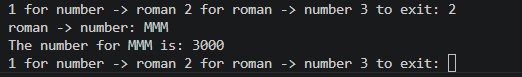 1 for number -> roman 2 for roman -> number 3 to exit: 2
roman -> number: MMM
The number for MMM is: 3000
1 for number -> roman 2 for roman -> number 3 to exit: